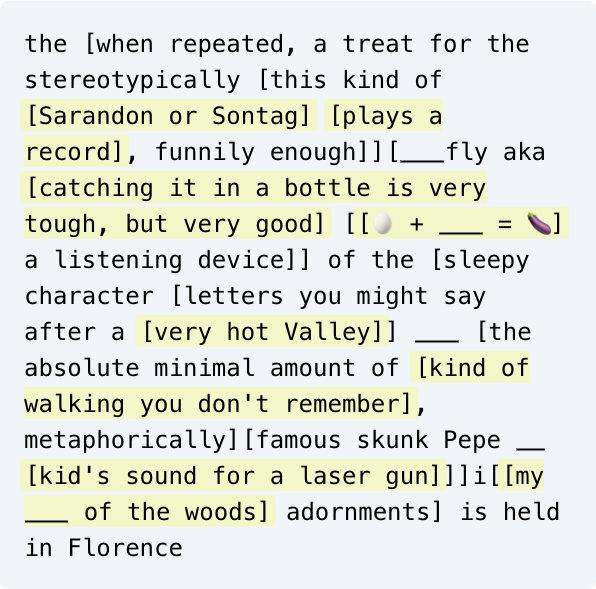 the [when repeated, a treat for the
stereotypically [this kind of
[Sarandon or Sontag] [plays a
record], funnily enough]][___fly aka
[catching it in a bottle is very
tough, but very good] [[🥚 + ___ = 🍆]
a listening device]] of the [sleepy
character [letters you might say
after a [very hot Valley]] ___ [the
absolute minimal amount of [kind of
walking you don't remember],
metaphorically][famous skunk Pepe __
[kid's sound for a laser gun]]]i[[my
___ of the woods] adornments] is held
in Florence